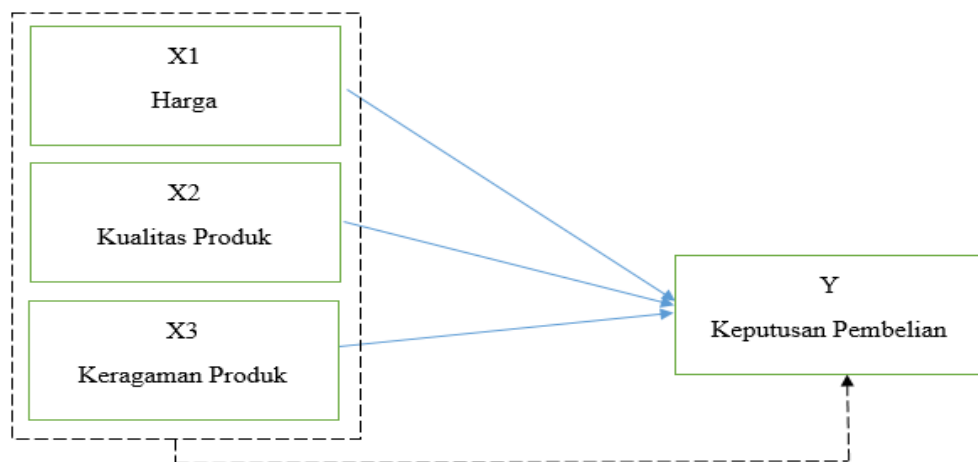 X1
Harga
X2
Kualitas Produk
X3
Keragaman Produk
Y
Keputusan Pembelian